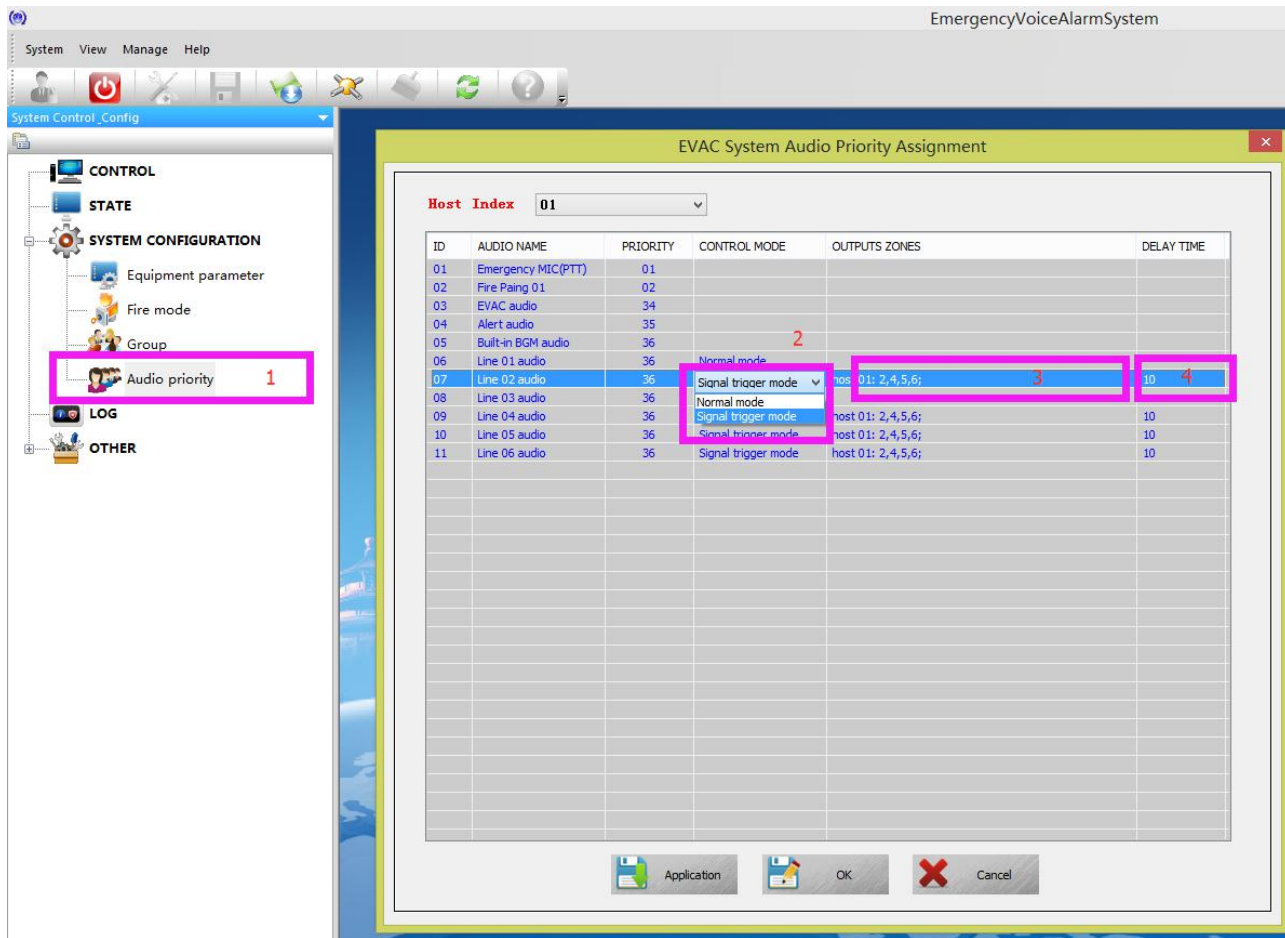 EmergencyVoiceAlarmSystem
System View Manage Help
System Control_Config
CONTROL
STATE
SYSTEM CONFIGURATION
Equipment parameter
Fire mode
Group
Audio priority 1
LOG
OTHER
EVAC System Audio Priority Assignment
Host Index 01
ID AUDIO NAME PRIORITY CONTROL MODE OUTPUTS ZONES DELAY TIME
01 Emergency MIC(PTT) 01
02 Fire Paing 01 02
03 EVAC audio 34
04 Alert audio 35
05 Built-in BGM audio 36 2
06 Line 01 audio 36 Normal mode
07 Line 02 audio 36 Signal trigger mode host 01: 2,4,5,6; 3 10 4
Normal mode
08 Line 03 audio 36
Signal trigger mode
09 Line 04 audio 36 host 01: 2,4,5,6; 10
10 Line 05 audio 36 Signal trigger mode host 01: 2,4,5,6; 10
11 Line 06 audio 36 Signal trigger mode host 01: 2,4,5,6; 10
Application OK Cancel